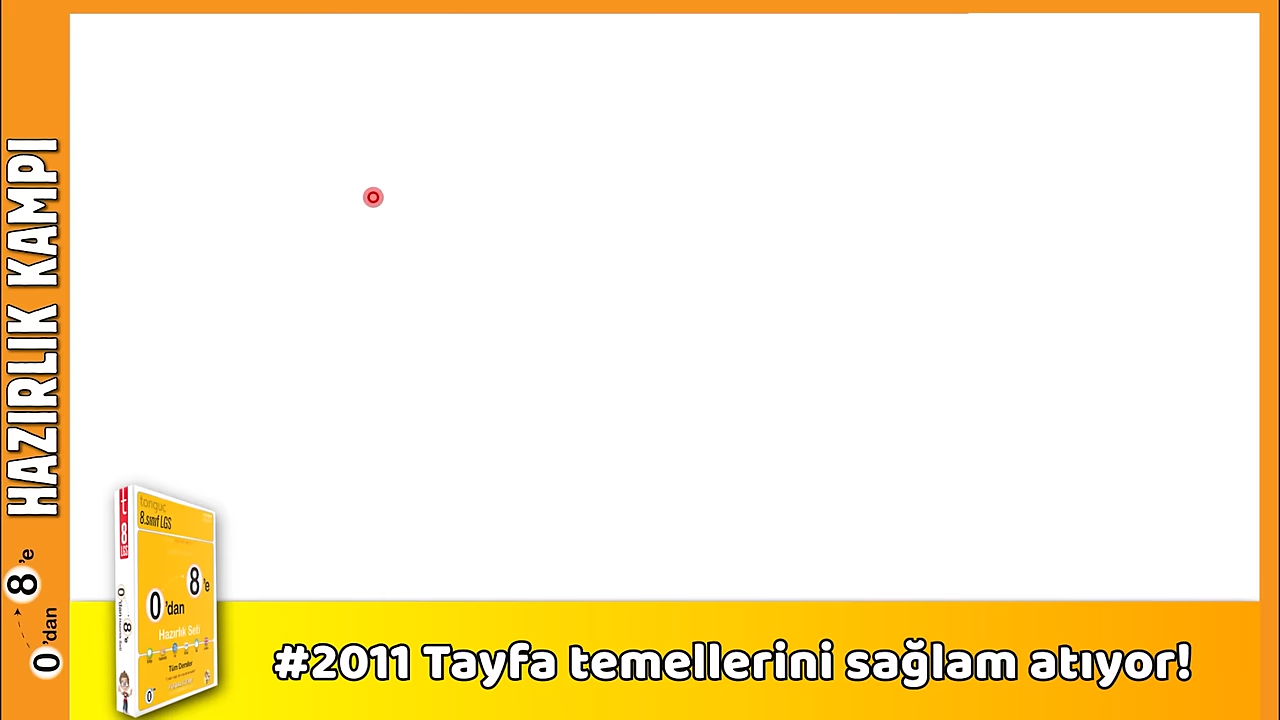 HAZIRLIK KAMPI
0'dan 8'e
tonguç
8.sınıf LGS
0'dan 8'e
Hazırlık Seti
Tüm Dersler
#2011 Tayfa temellerini sağlam atıyor!